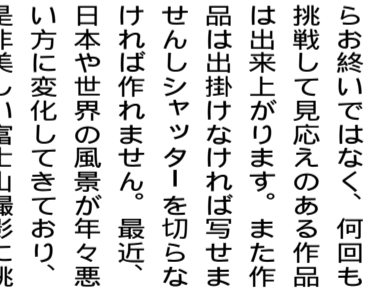 らお終いではなく、何回も
挑戦して見応えのある作品
は出来上がります。また作
品は出掛けなければ写せま
せんしシャッターを切らな
ければ作れません。最近、
日本や世界の風景が年々悪
い方に変化してきており、
是非美しい富士山撮影に挑